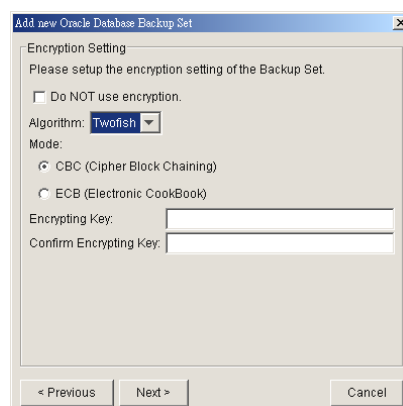 Add new Oracle Database Backup Set
Encryption Setting
Please setup the encryption setting of the Backup Set.
Do NOT use encryption.
Algorithm: Twofish
Mode:
CBC (Cipher Block Chaining)
ECB (Electronic CookBook)
Encrypting Key:
Confirm Encrypting Key:
< Previous Next > Cancel